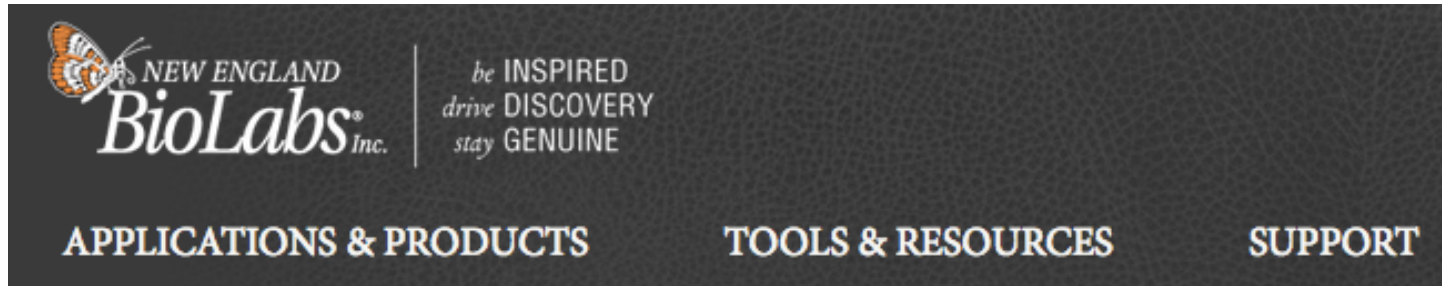 NEW ENGLAND
BioLabs® Inc.
be INSPIRED
drive DISCOVERY
stay GENUINE
APPLICATIONS & PRODUCTS
TOOLS & RESOURCES
SUPPORT